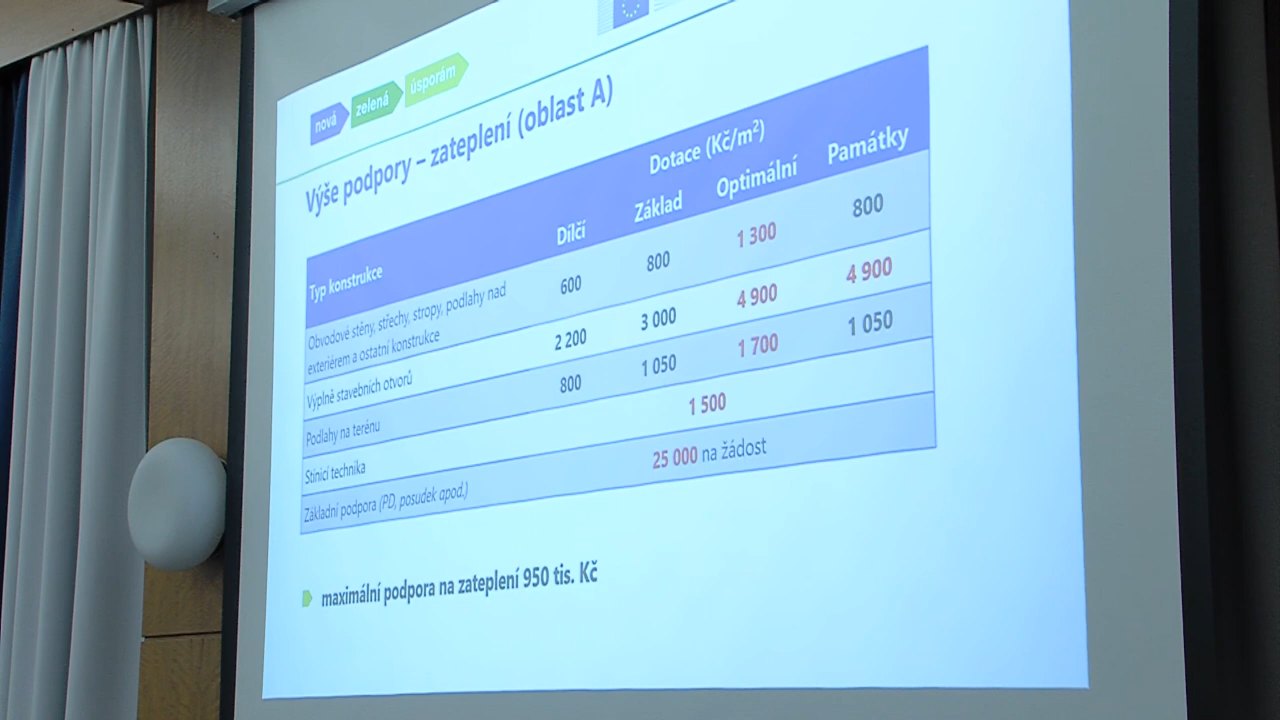 nová zelená úsporám
Výše podpory – zateplení (oblast A)
Dotace (Kč/m²)
Typ konstrukce Dílčí Základ Optimální Památky
Obvodové stěny, střechy, stropy, podlahy nad
exteriérem a ostatní konstrukce 600 800 1 300 800
Výplně stavebních otvorů 2 200 3 000 4 900 4 900
Podlahy na terénu 800 1 050 1 700 1 050
Stínicí technika 1 500
Základní podpora (PD, posudek apod.) 25 000 na žádost
maximální podpora na zateplení 950 tis. Kč